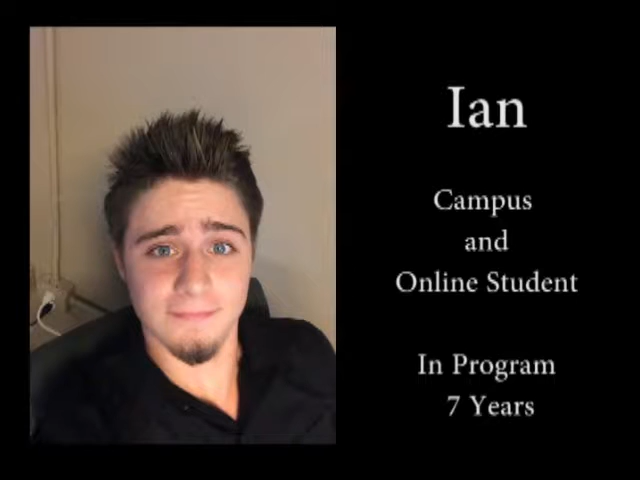 Ian
Campus
and
Online Student
In Program
7 Years